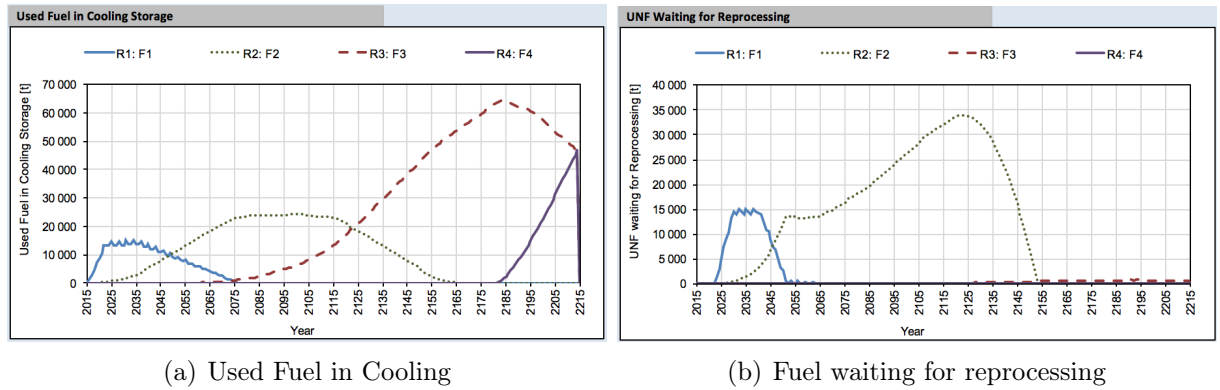 Used Fuel in Cooling Storage
R1: F1 R2: F2 R3: F3 R4: F4
Used Fuel in Cooling Storage [t]
70 000
60 000
50 000
40 000
30 000
20 000
10 000
0
2015 2025 2035 2045 2055 2065 2075 2085 2095 2105 2115 2125 2135 2145 2155 2165 2175 2185 2195 2205 2215
Year
(a) Used Fuel in Cooling
UNF Waiting for Reprocessing
R1: F1 R2: F2 R3: F3 R4: F4
UNF waiting for Reprocessing [t]
40 000
35 000
30 000
25 000
20 000
15 000
10 000
5 000
0
2015 2025 2035 2045 2055 2065 2075 2085 2095 2105 2115 2125 2135 2145 2155 2165 2175 2185 2195 2205 2215
Year
(b) Fuel waiting for reprocessing